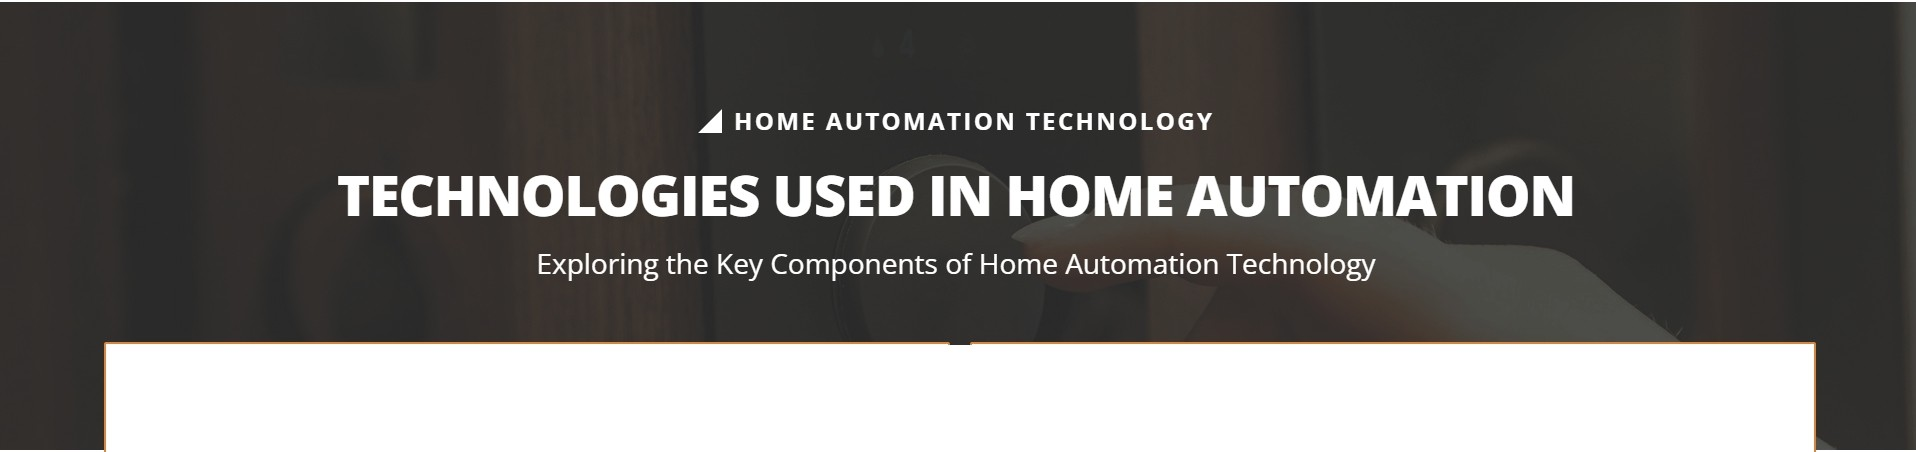 HOME AUTOMATION TECHNOLOGY
TECHNOLOGIES USED IN HOME AUTOMATION
Exploring the Key Components of Home Automation Technology